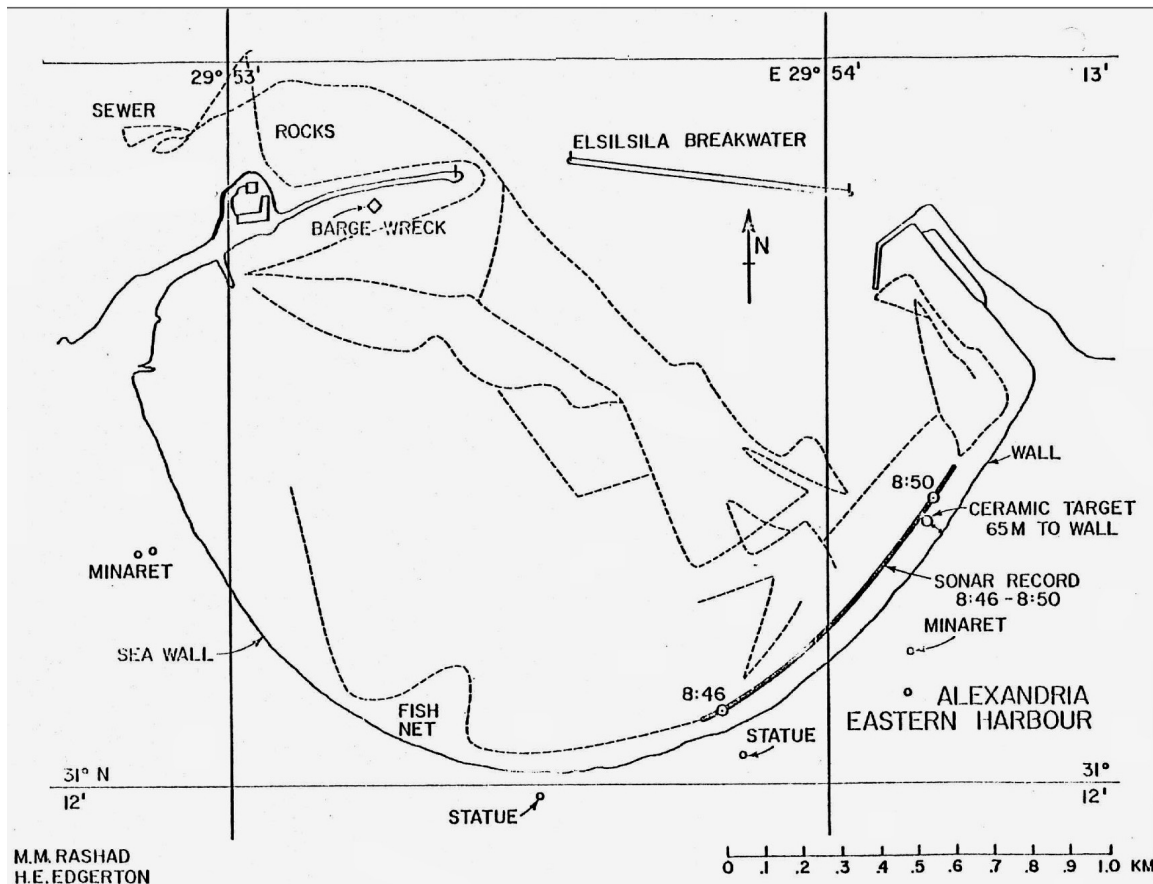 29° 53'
E 29° 54'
13'
SEWER
ROCKS
ELSILSILA BREAKWATER
BARGE WRECK
N
WALL
8:50
CERAMIC TARGET
65M TO WALL
MINARET
SONAR RECORD
8:46-8:50
MINARET
SEA WALL
8:46
FISH
NET
ALEXANDRIA
EASTERN HARBOUR
STATUE
31° N
12'
31°
12'
STATUE
M.M. RASHAD
H.E. EDGERTON
0 .1 .2 .3 .4 .5 .6 .7 .8 .9 1.0 KM